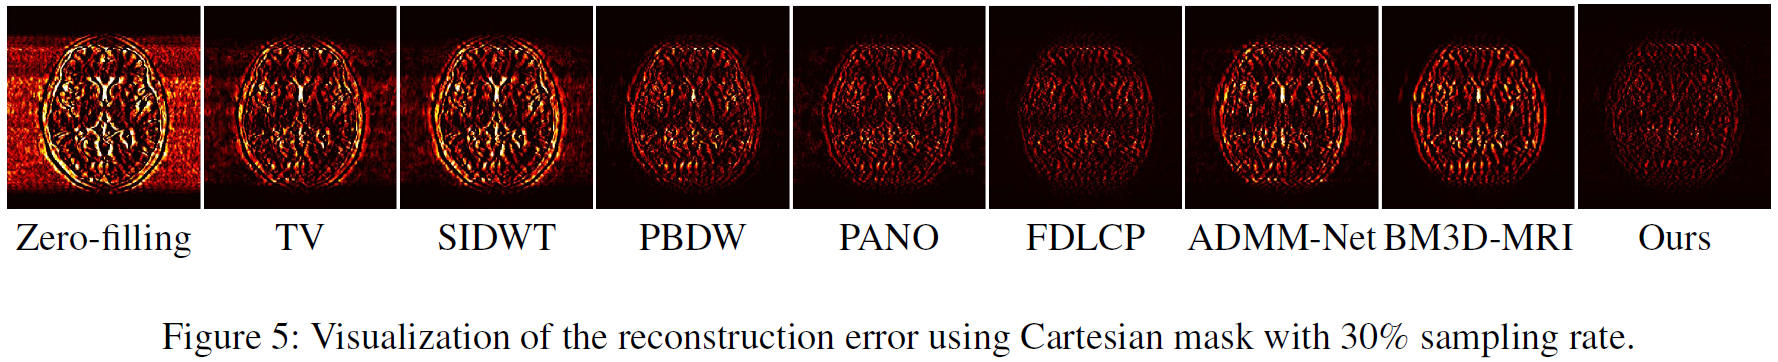 Zero-filling TV SIDWT PBDW PANO FDLCP ADMM-Net BM3D-MRI Ours
Figure 5: Visualization of the reconstruction error using Cartesian mask with 30% sampling rate.